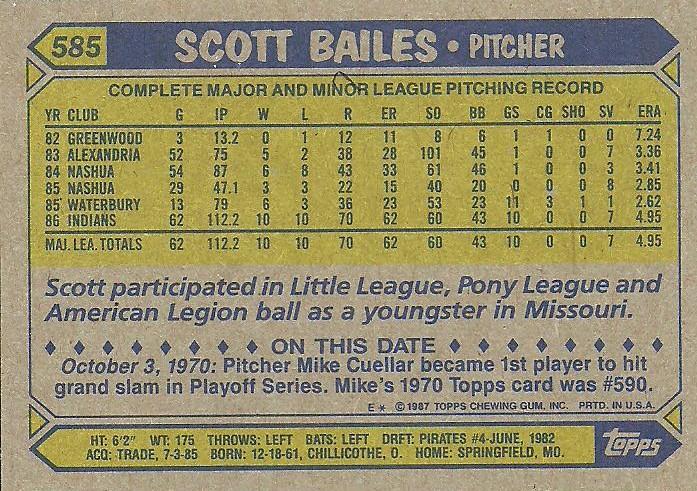 585 SCOTT BAILES • PITCHER
COMPLETE MAJOR AND MINOR LEAGUE PITCHING RECORD
YR CLUB G IP W L R ER SO BB GS CG SHO SV ERA
82 GREENWOOD 3 13.2 0 1 12 11 8 6 1 1 0 0 7.24
83 ALEXANDRIA 52 75 5 2 38 28 101 45 1 0 0 7 3.36
84 NASHUA 54 87 6 8 43 33 61 46 1 0 0 3 3.41
85 NASHUA 29 47.1 3 3 22 15 40 20 0 0 0 8 2.85
85 WATERBURY 13 79 6 3 36 23 53 23 11 3 1 1 2.62
86 INDIANS 62 112.2 10 10 70 62 60 43 10 0 0 7 4.95
MAJ. LEA. TOTALS 62 112.2 10 10 70 62 60 43 10 0 0 7 4.95
Scott participated in Little League, Pony League and
American Legion ball as a youngster in Missouri.
♦ ♦ ♦ ♦ ♦ ♦ ♦ ♦ ON THIS DATE ♦ ♦ ♦ ♦ ♦ ♦ ♦ ♦
October 3, 1970: Pitcher Mike Cuellar became 1st player to hit
grand slam in Playoff Series. Mike's 1970 Topps card was #590.
E* ©1987 TOPPS CHEWING GUM, INC. PRTD. IN U.S.A.
HT: 6'2" WT: 175 THROWS: LEFT BATS: LEFT DRFT: PIRATES #4-JUNE, 1982
ACQ: TRADE, 7-3-85 BORN: 12-18-61, CHILLICOTHE, O. HOME: SPRINGFIELD, MO.
topps